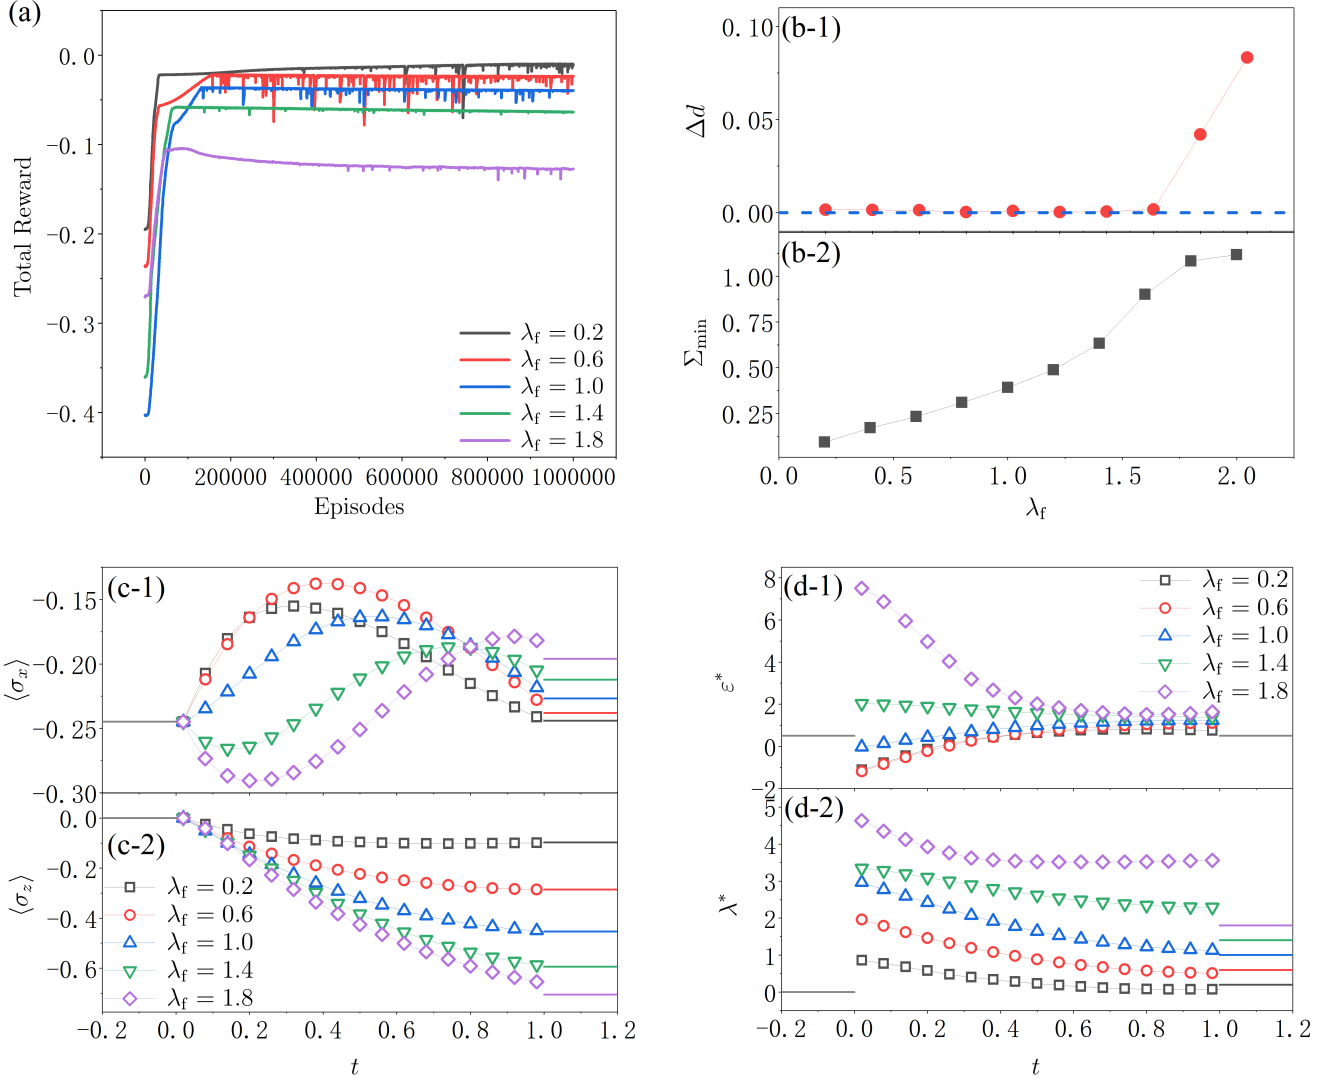 (a)
0.0
-0.1
-0.2
-0.3
-0.4
Total Reward
λf = 0.2
λf = 0.6
λf = 1.0
λf = 1.4
λf = 1.8
0 200000 400000 600000 800000 1000000
Episodes
(b-1)
0.10
0.05
0.00
Δd
(b-2)
1.00
0.75
0.50
0.25
Σmin
0.0 0.5 1.0 1.5 2.0
λf
(c-1)
-0.15
-0.20
-0.25
-0.30
⟨σx⟩
(c-2)
0.0
-0.2
-0.4
-0.6
⟨σz⟩
λf = 0.2
λf = 0.6
λf = 1.0
λf = 1.4
λf = 1.8
-0.2 0.0 0.2 0.4 0.6 0.8 1.0 1.2
t
(d-1)
8
6
4
2
0
-2
ε*
λf = 0.2
λf = 0.6
λf = 1.0
λf = 1.4
λf = 1.8
(d-2)
5
4
3
2
1
0
λ*
-0.2 0.0 0.2 0.4 0.6 0.8 1.0 1.2
t